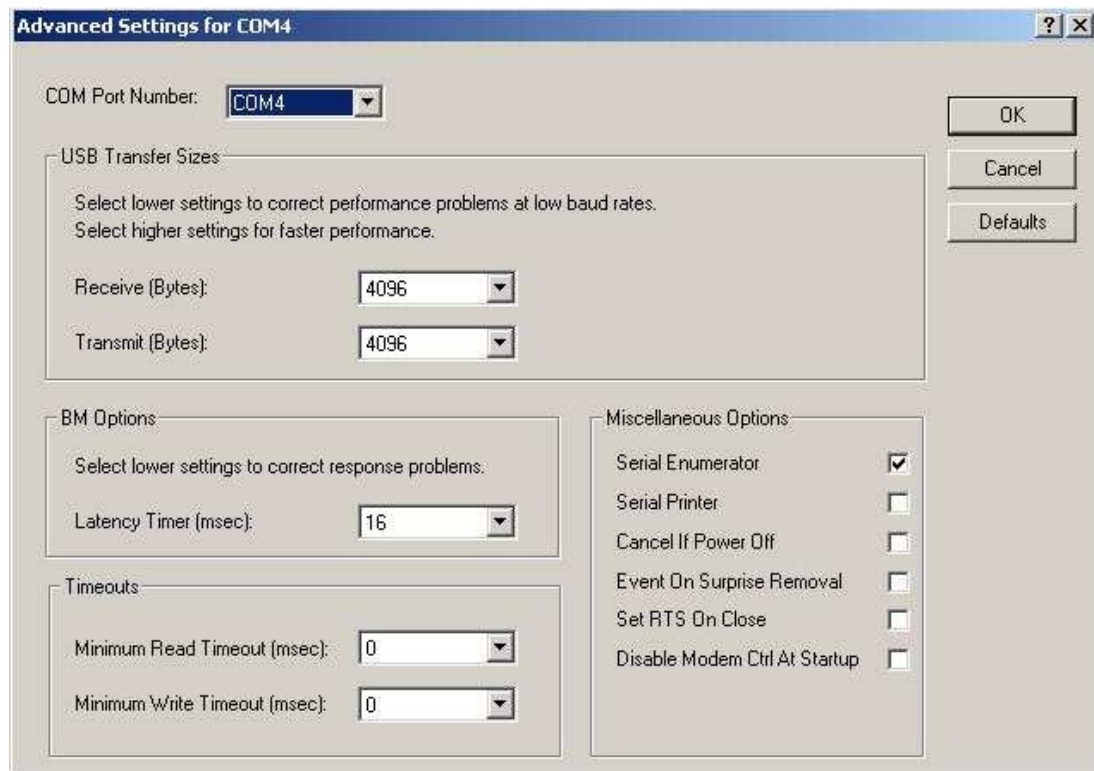 Advanced Settings for COM4
COM Port Number: COM4
OK
Cancel
Defaults
USB Transfer Sizes
Select lower settings to correct performance problems at low baud rates.
Select higher settings for faster performance.
Receive (Bytes): 4096
Transmit (Bytes): 4096
BM Options
Select lower settings to correct response problems.
Latency Timer (msec): 16
Timeouts
Minimum Read Timeout (msec): 0
Minimum Write Timeout (msec): 0
Miscellaneous Options
Serial Enumerator
Serial Printer
Cancel If Power Off
Event On Surprise Removal
Set RTS On Close
Disable Modem Ctrl At Startup